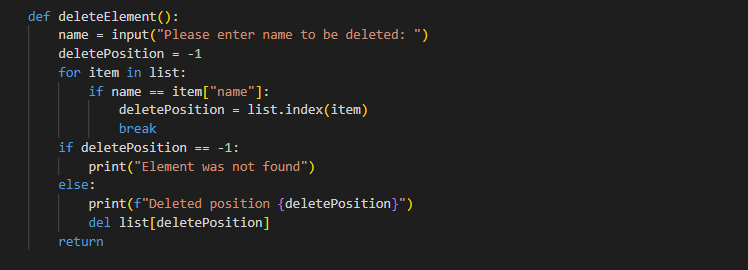 def deleteElement():
    name = input("Please enter name to be deleted: ")
    deletePosition = -1
    for item in list:
        if name == item["name"]:
            deletePosition = list.index(item)
            break
    if deletePosition == -1:
        print("Element was not found")
    else:
        print(f"Deleted position {deletePosition}")
        del list[deletePosition]
    return